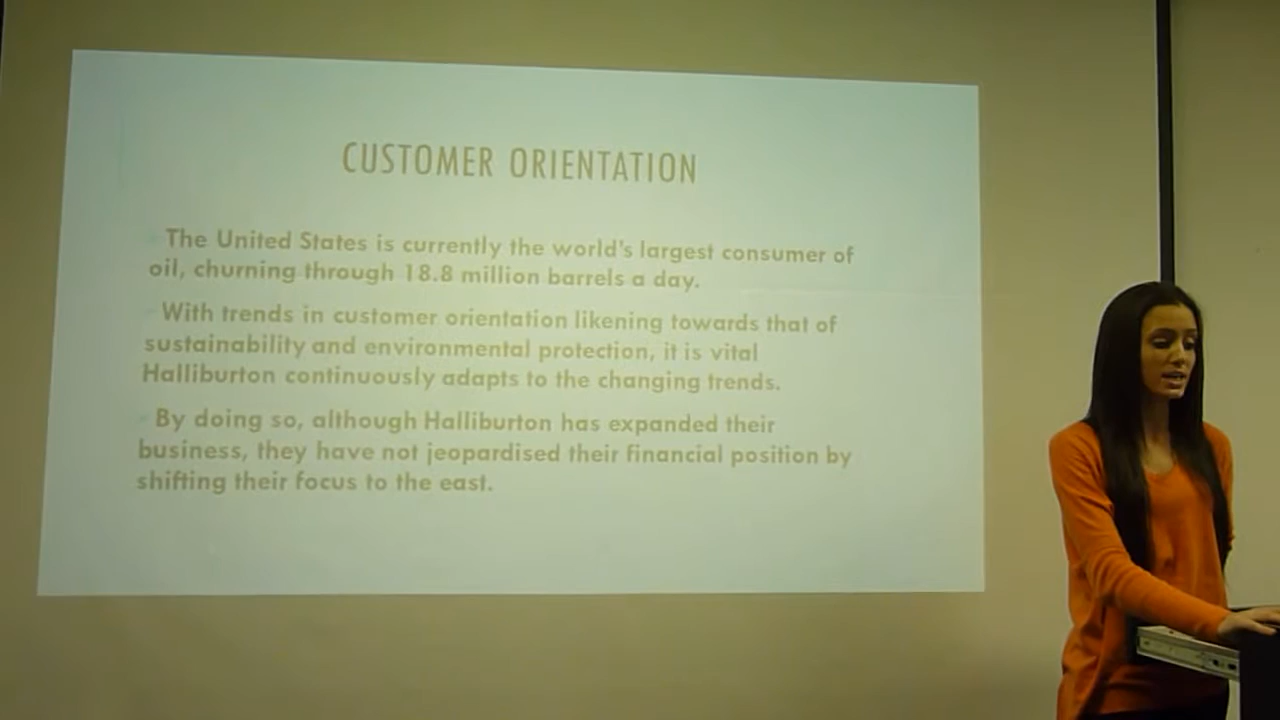 CUSTOMER ORIENTATION
The United States is currently the world's largest consumer of
oil, churning through 18.8 million barrels a day.
With trends in customer orientation likening towards that of
sustainability and environmental protection, it is vital
Halliburton continuously adapts to the changing trends.
By doing so, although Halliburton has expanded their
business, they have not jeopardised their financial position by
shifting their focus to the east.